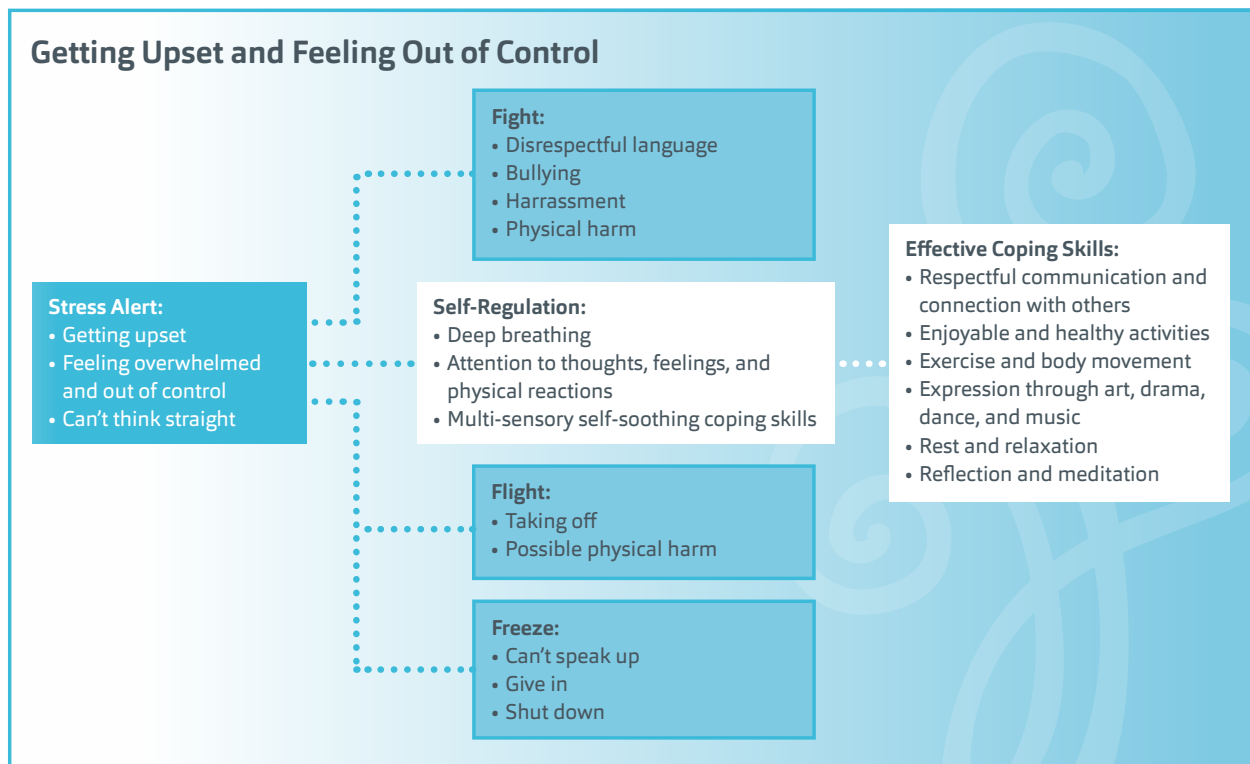 Getting Upset and Feeling Out of Control
Stress Alert:
• Getting upset
• Feeling overwhelmed
and out of control
• Can't think straight
Fight:
• Disrespectful language
• Bullying
• Harrassment
• Physical harm
Self-Regulation:
• Deep breathing
• Attention to thoughts, feelings, and
physical reactions
• Multi-sensory self-soothing coping skills
Flight:
• Taking off
• Possible physical harm
Freeze:
• Can't speak up
• Give in
• Shut down
Effective Coping Skills:
• Respectful communication and
connection with others
• Enjoyable and healthy activities
• Exercise and body movement
• Expression through art, drama,
dance, and music
• Rest and relaxation
• Reflection and meditation